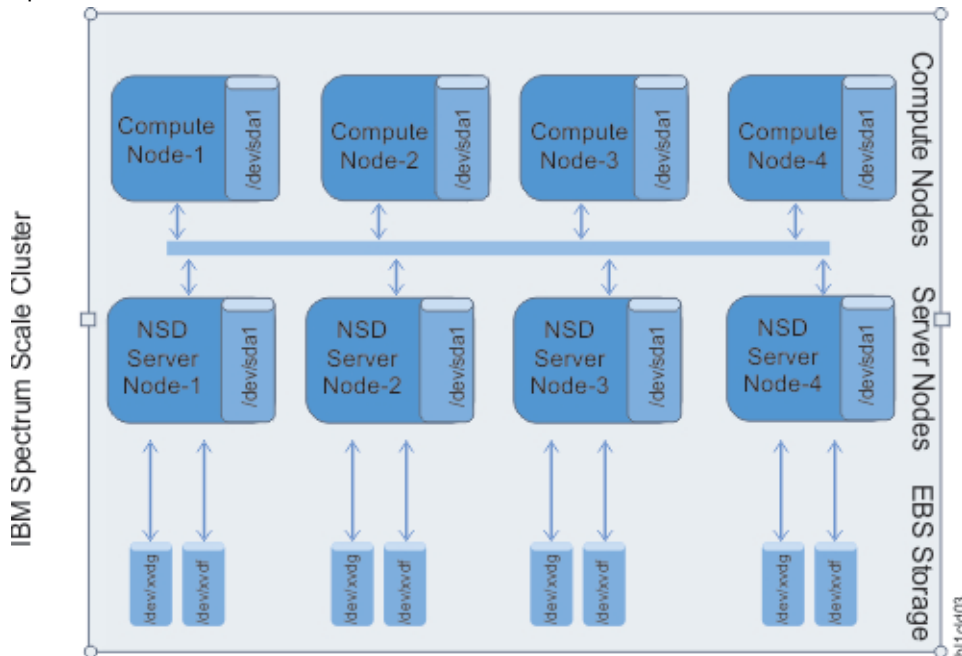 IBM Spectrum Scale Cluster
Compute
Node-1
/dev/sda1
Compute
Node-2
/dev/sda1
Compute
Node-3
/dev/sda1
Compute
Node-4
/dev/sda1
Compute Nodes
NSD
Server
Node-1
/dev/sda1
NSD
Server
Node-2
/dev/sda1
NSD
Server
Node-3
/dev/sda1
NSD
Server
Node-4
/dev/sda1
Server Nodes
/dev/xvdg
/dev/xvdf
/dev/xvdg
/dev/xvdf
/dev/xvdg
/dev/xvdf
/dev/xvdg
/dev/xvdf
EBS Storage